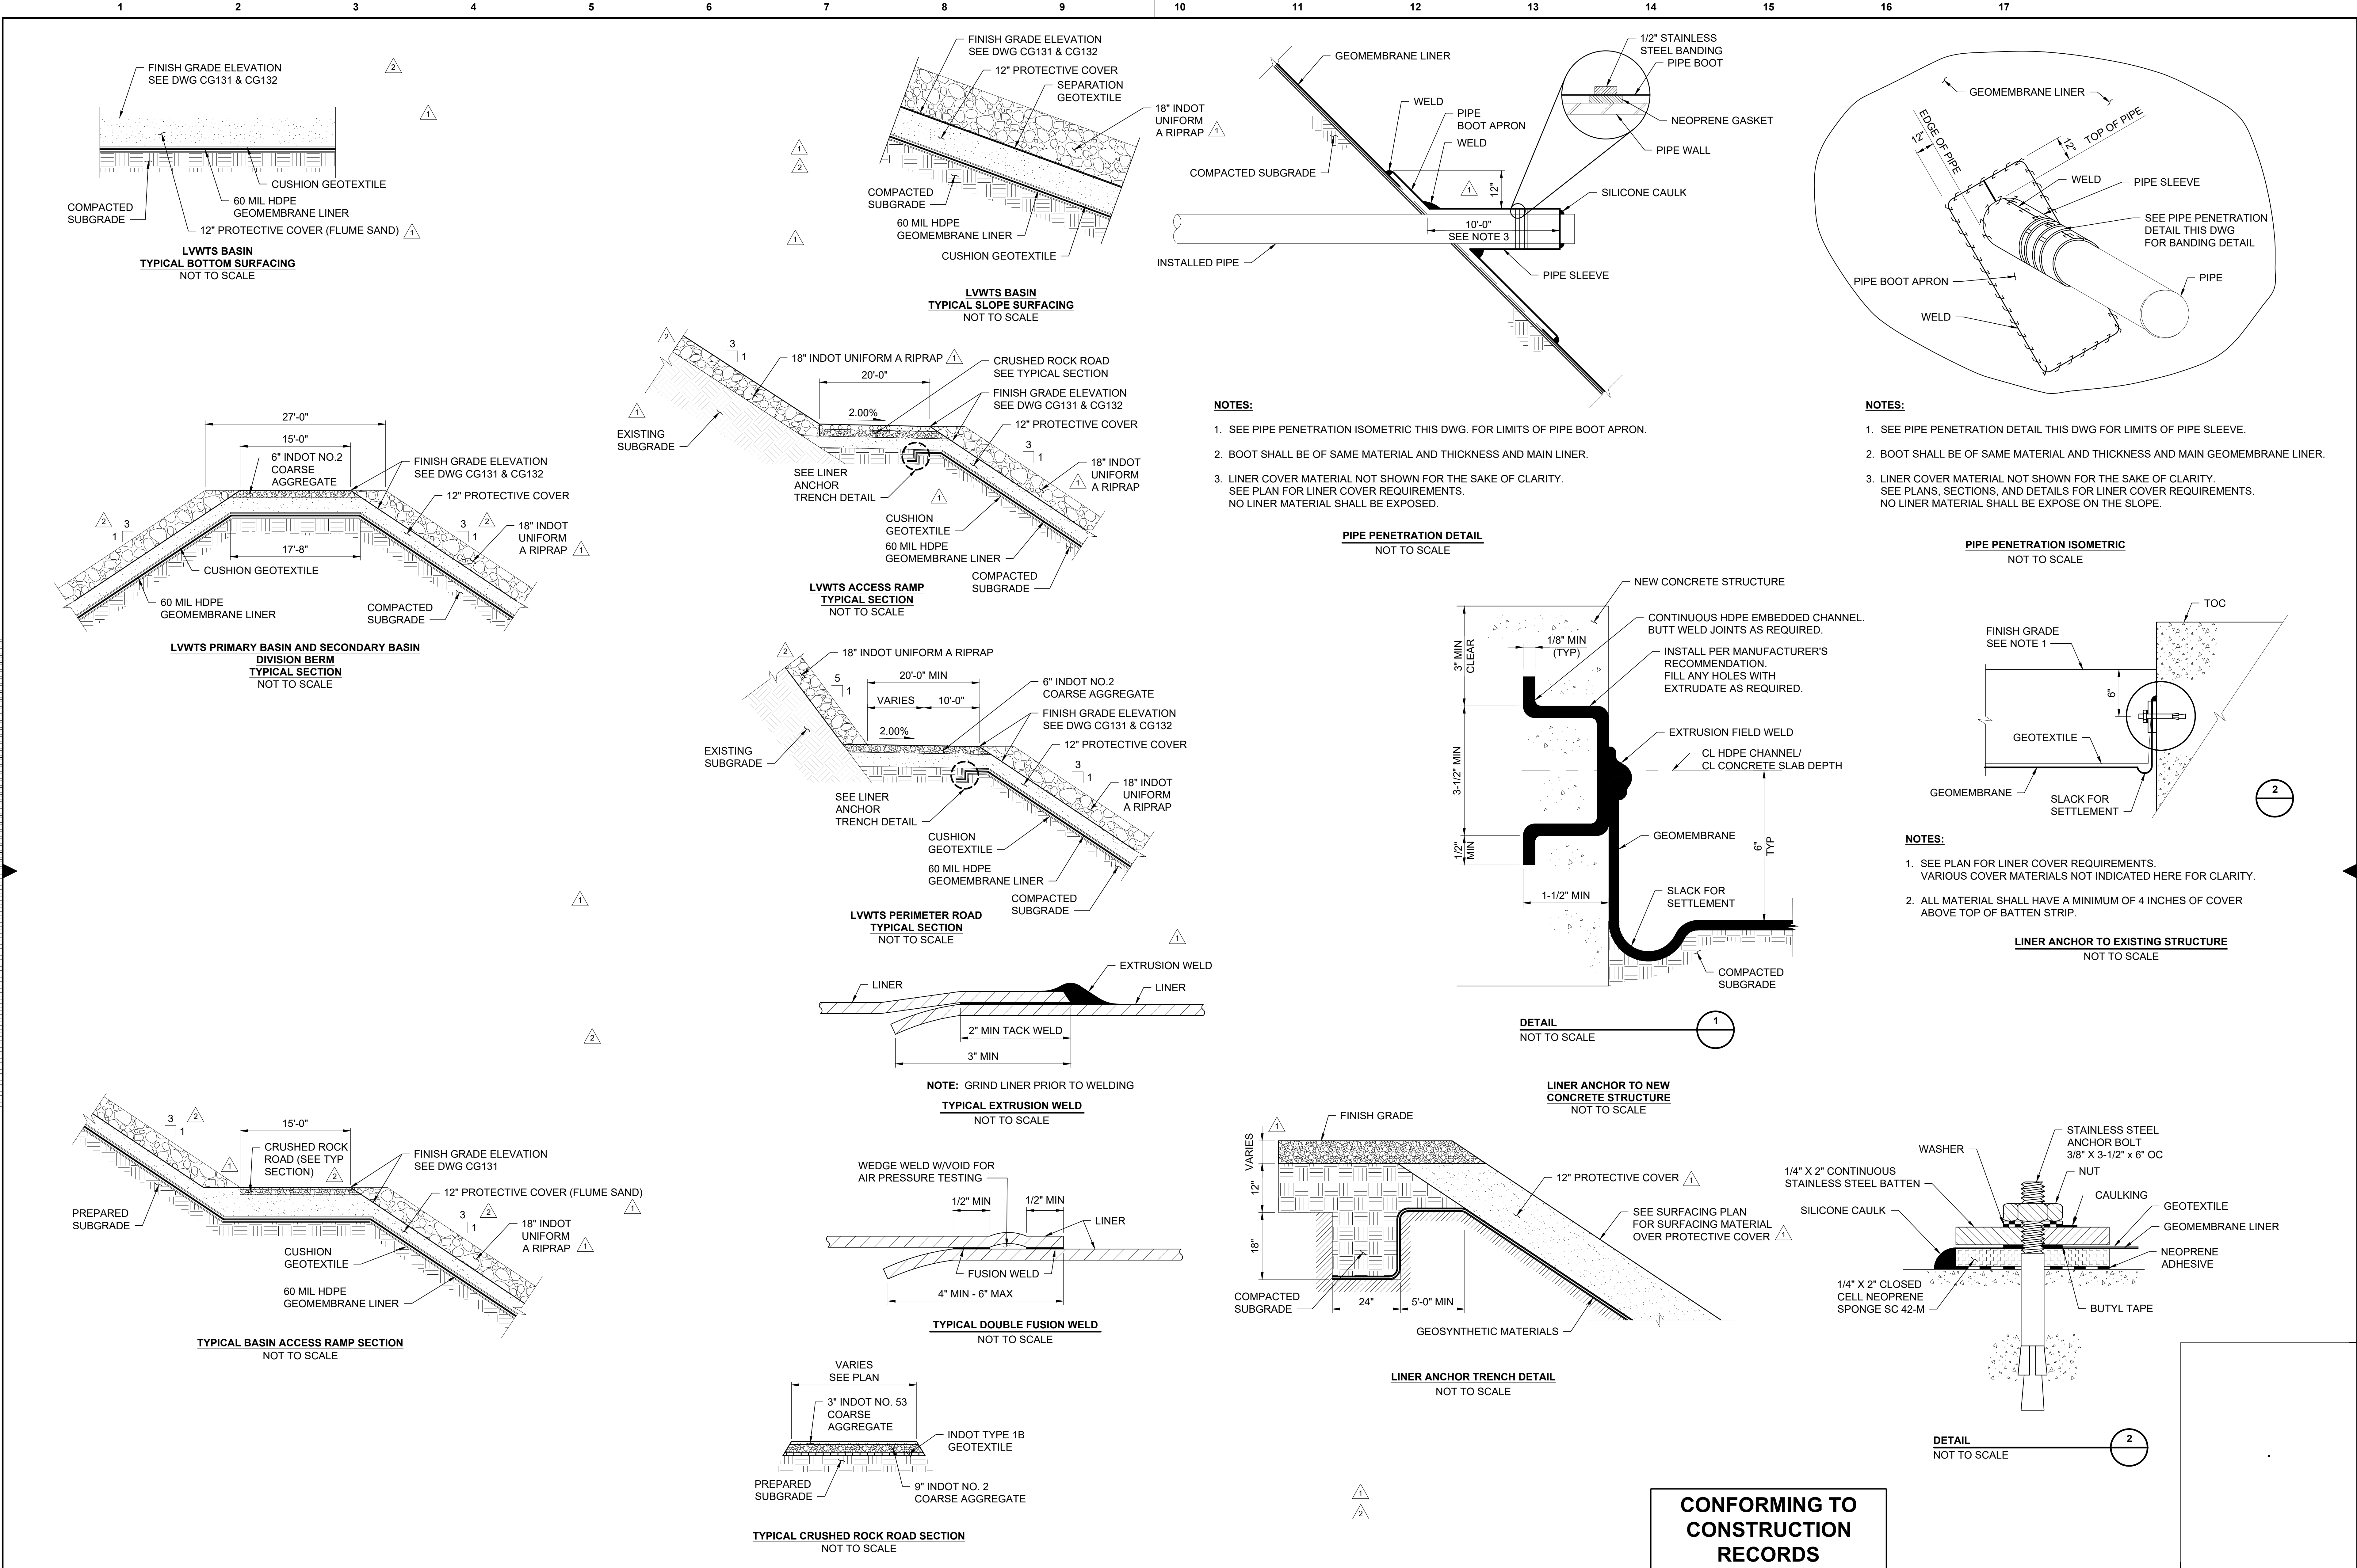 1 2 3 4 5 6 7 8 9 10 11 12 13 14 15 16 17
FINISH GRADE ELEVATION
SEE DWG CG131 & CG132
2
1
CUSHION GEOTEXTILE
COMPACTED
SUBGRADE
60 MIL HDPE
GEOMEMBRANE LINER
12" PROTECTIVE COVER (FLUME SAND) 1
LVWTS BASIN
TYPICAL BOTTOM SURFACING
NOT TO SCALE
FINISH GRADE ELEVATION
SEE DWG CG131 & CG132
12" PROTECTIVE COVER
SEPARATION
GEOTEXTILE
18" INDOT
UNIFORM
A RIPRAP 1
1
2
1
COMPACTED
SUBGRADE
60 MIL HDPE
GEOMEMBRANE LINER
CUSHION GEOTEXTILE
LVWTS BASIN
TYPICAL SLOPE SURFACING
NOT TO SCALE
27'-0"
15'-0"
6" INDOT NO.2
COARSE
AGGREGATE
FINISH GRADE ELEVATION
SEE DWG CG131 & CG132
12" PROTECTIVE COVER
2 3
1
3 2
1
18" INDOT
UNIFORM
A RIPRAP 1
17'-8"
CUSHION GEOTEXTILE
60 MIL HDPE
GEOMEMBRANE LINER
COMPACTED
SUBGRADE
LVWTS PRIMARY BASIN AND SECONDARY BASIN
DIVISION BERM
TYPICAL SECTION
NOT TO SCALE
2
3
1
18" INDOT UNIFORM A RIPRAP 1
20'-0"
CRUSHED ROCK ROAD
SEE TYPICAL SECTION
FINISH GRADE ELEVATION
SEE DWG CG131 & CG132
2.00%
12" PROTECTIVE COVER
1
EXISTING
SUBGRADE
3
1
18" INDOT
UNIFORM
A RIPRAP
1
SEE LINER
ANCHOR
TRENCH DETAIL
1
CUSHION
GEOTEXTILE
60 MIL HDPE
GEOMEMBRANE LINER
COMPACTED
SUBGRADE
LVWTS ACCESS RAMP
TYPICAL SECTION
NOT TO SCALE
2
18" INDOT UNIFORM A RIPRAP
5
1
20'-0" MIN
VARIES
10'-0"
6" INDOT NO.2
COARSE AGGREGATE
FINISH GRADE ELEVATION
SEE DWG CG131 & CG132
2.00%
12" PROTECTIVE COVER
EXISTING
SUBGRADE
3
1
18" INDOT
UNIFORM
A RIPRAP
SEE LINER
ANCHOR
TRENCH DETAIL
CUSHION
GEOTEXTILE
60 MIL HDPE
GEOMEMBRANE LINER
COMPACTED
SUBGRADE
LVWTS PERIMETER ROAD
TYPICAL SECTION
NOT TO SCALE
1
1
2
LINER
EXTRUSION WELD
LINER
2" MIN TACK WELD
3" MIN
NOTE: GRIND LINER PRIOR TO WELDING
TYPICAL EXTRUSION WELD
NOT TO SCALE
3 2
1
15'-0"
1
CRUSHED ROCK
ROAD (SEE TYP
SECTION) 2
FINISH GRADE ELEVATION
SEE DWG CG131
12" PROTECTIVE COVER (FLUME SAND)
1
3 2
1
18" INDOT
UNIFORM
A RIPRAP 1
PREPARED
SUBGRADE
CUSHION
GEOTEXTILE
60 MIL HDPE
GEOMEMBRANE LINER
TYPICAL BASIN ACCESS RAMP SECTION
NOT TO SCALE
WEDGE WELD W/VOID FOR
AIR PRESSURE TESTING
1/2" MIN
1/2" MIN
LINER
LINER
FUSION WELD
4" MIN - 6" MAX
TYPICAL DOUBLE FUSION WELD
NOT TO SCALE
VARIES
SEE PLAN
3" INDOT NO. 53
COARSE
AGGREGATE
INDOT TYPE 1B
GEOTEXTILE
PREPARED
SUBGRADE
9" INDOT NO. 2
COARSE AGGREGATE
TYPICAL CRUSHED ROCK ROAD SECTION
NOT TO SCALE
GEOMEMBRANE LINER
1/2" STAINLESS
STEEL BANDING
PIPE BOOT
NEOPRENE GASKET
PIPE WALL
WELD
PIPE
BOOT APRON
WELD
COMPACTED SUBGRADE
1
12"
SILICONE CAULK
10'-0"
SEE NOTE 3
INSTALLED PIPE
PIPE SLEEVE
NOTES:
1. SEE PIPE PENETRATION ISOMETRIC THIS DWG. FOR LIMITS OF PIPE BOOT APRON.
2. BOOT SHALL BE OF SAME MATERIAL AND THICKNESS AND MAIN LINER.
3. LINER COVER MATERIAL NOT SHOWN FOR THE SAKE OF CLARITY.
SEE PLAN FOR LINER COVER REQUIREMENTS.
NO LINER MATERIAL SHALL BE EXPOSED.
PIPE PENETRATION DETAIL
NOT TO SCALE
GEOMEMBRANE LINER
EDGE OF PIPE
12"
12"
TOP OF PIPE
WELD
PIPE SLEEVE
SEE PIPE PENETRATION
DETAIL THIS DWG
FOR BANDING DETAIL
PIPE BOOT APRON
PIPE
WELD
NOTES:
1. SEE PIPE PENETRATION DETAIL THIS DWG FOR LIMITS OF PIPE SLEEVE.
2. BOOT SHALL BE OF SAME MATERIAL AND THICKNESS AND MAIN GEOMEMBRANE LINER.
3. LINER COVER MATERIAL NOT SHOWN FOR THE SAKE OF CLARITY.
SEE PLANS, SECTIONS, AND DETAILS FOR LINER COVER REQUIREMENTS.
NO LINER MATERIAL SHALL BE EXPOSE ON THE SLOPE.
PIPE PENETRATION ISOMETRIC
NOT TO SCALE
NEW CONCRETE STRUCTURE
CONTINUOUS HDPE EMBEDDED CHANNEL.
BUTT WELD JOINTS AS REQUIRED.
3" MIN
CLEAR
1/8" MIN
(TYP)
INSTALL PER MANUFACTURER'S
RECOMMENDATION.
FILL ANY HOLES WITH
EXTRUDATE AS REQUIRED.
EXTRUSION FIELD WELD
3-1/2" MIN
CL HDPE CHANNEL/
CL CONCRETE SLAB DEPTH
1/2"
MIN
GEOMEMBRANE
6"
TYP
1-1/2" MIN
SLACK FOR
SETTLEMENT
COMPACTED
SUBGRADE
DETAIL 1
NOT TO SCALE
LINER ANCHOR TO NEW
CONCRETE STRUCTURE
NOT TO SCALE
TOC
FINISH GRADE
SEE NOTE 1
6"
GEOTEXTILE
GEOMEMBRANE
SLACK FOR
SETTLEMENT
2
NOTES:
1. SEE PLAN FOR LINER COVER REQUIREMENTS.
VARIOUS COVER MATERIALS NOT INDICATED HERE FOR CLARITY.
2. ALL MATERIAL SHALL HAVE A MINIMUM OF 4 INCHES OF COVER
ABOVE TOP OF BATTEN STRIP.
LINER ANCHOR TO EXISTING STRUCTURE
NOT TO SCALE
1
FINISH GRADE
VARIES
12"
18"
12" PROTECTIVE COVER 1
SEE SURFACING PLAN
FOR SURFACING MATERIAL
OVER PROTECTIVE COVER 1
COMPACTED
SUBGRADE
24"
5'-0" MIN
GEOSYNTHETIC MATERIALS
LINER ANCHOR TRENCH DETAIL
NOT TO SCALE
STAINLESS STEEL
ANCHOR BOLT
3/8" X 3-1/2" x 6" OC
WASHER
NUT
1/4" X 2" CONTINUOUS
STAINLESS STEEL BATTEN
CAULKING
SILICONE CAULK
GEOTEXTILE
GEOMEMBRANE LINER
NEOPRENE
ADHESIVE
1/4" X 2" CLOSED
CELL NEOPRENE
SPONGE SC 42-M
BUTYL TAPE
DETAIL 2
NOT TO SCALE
1
2
CONFORMING TO
CONSTRUCTION
RECORDS